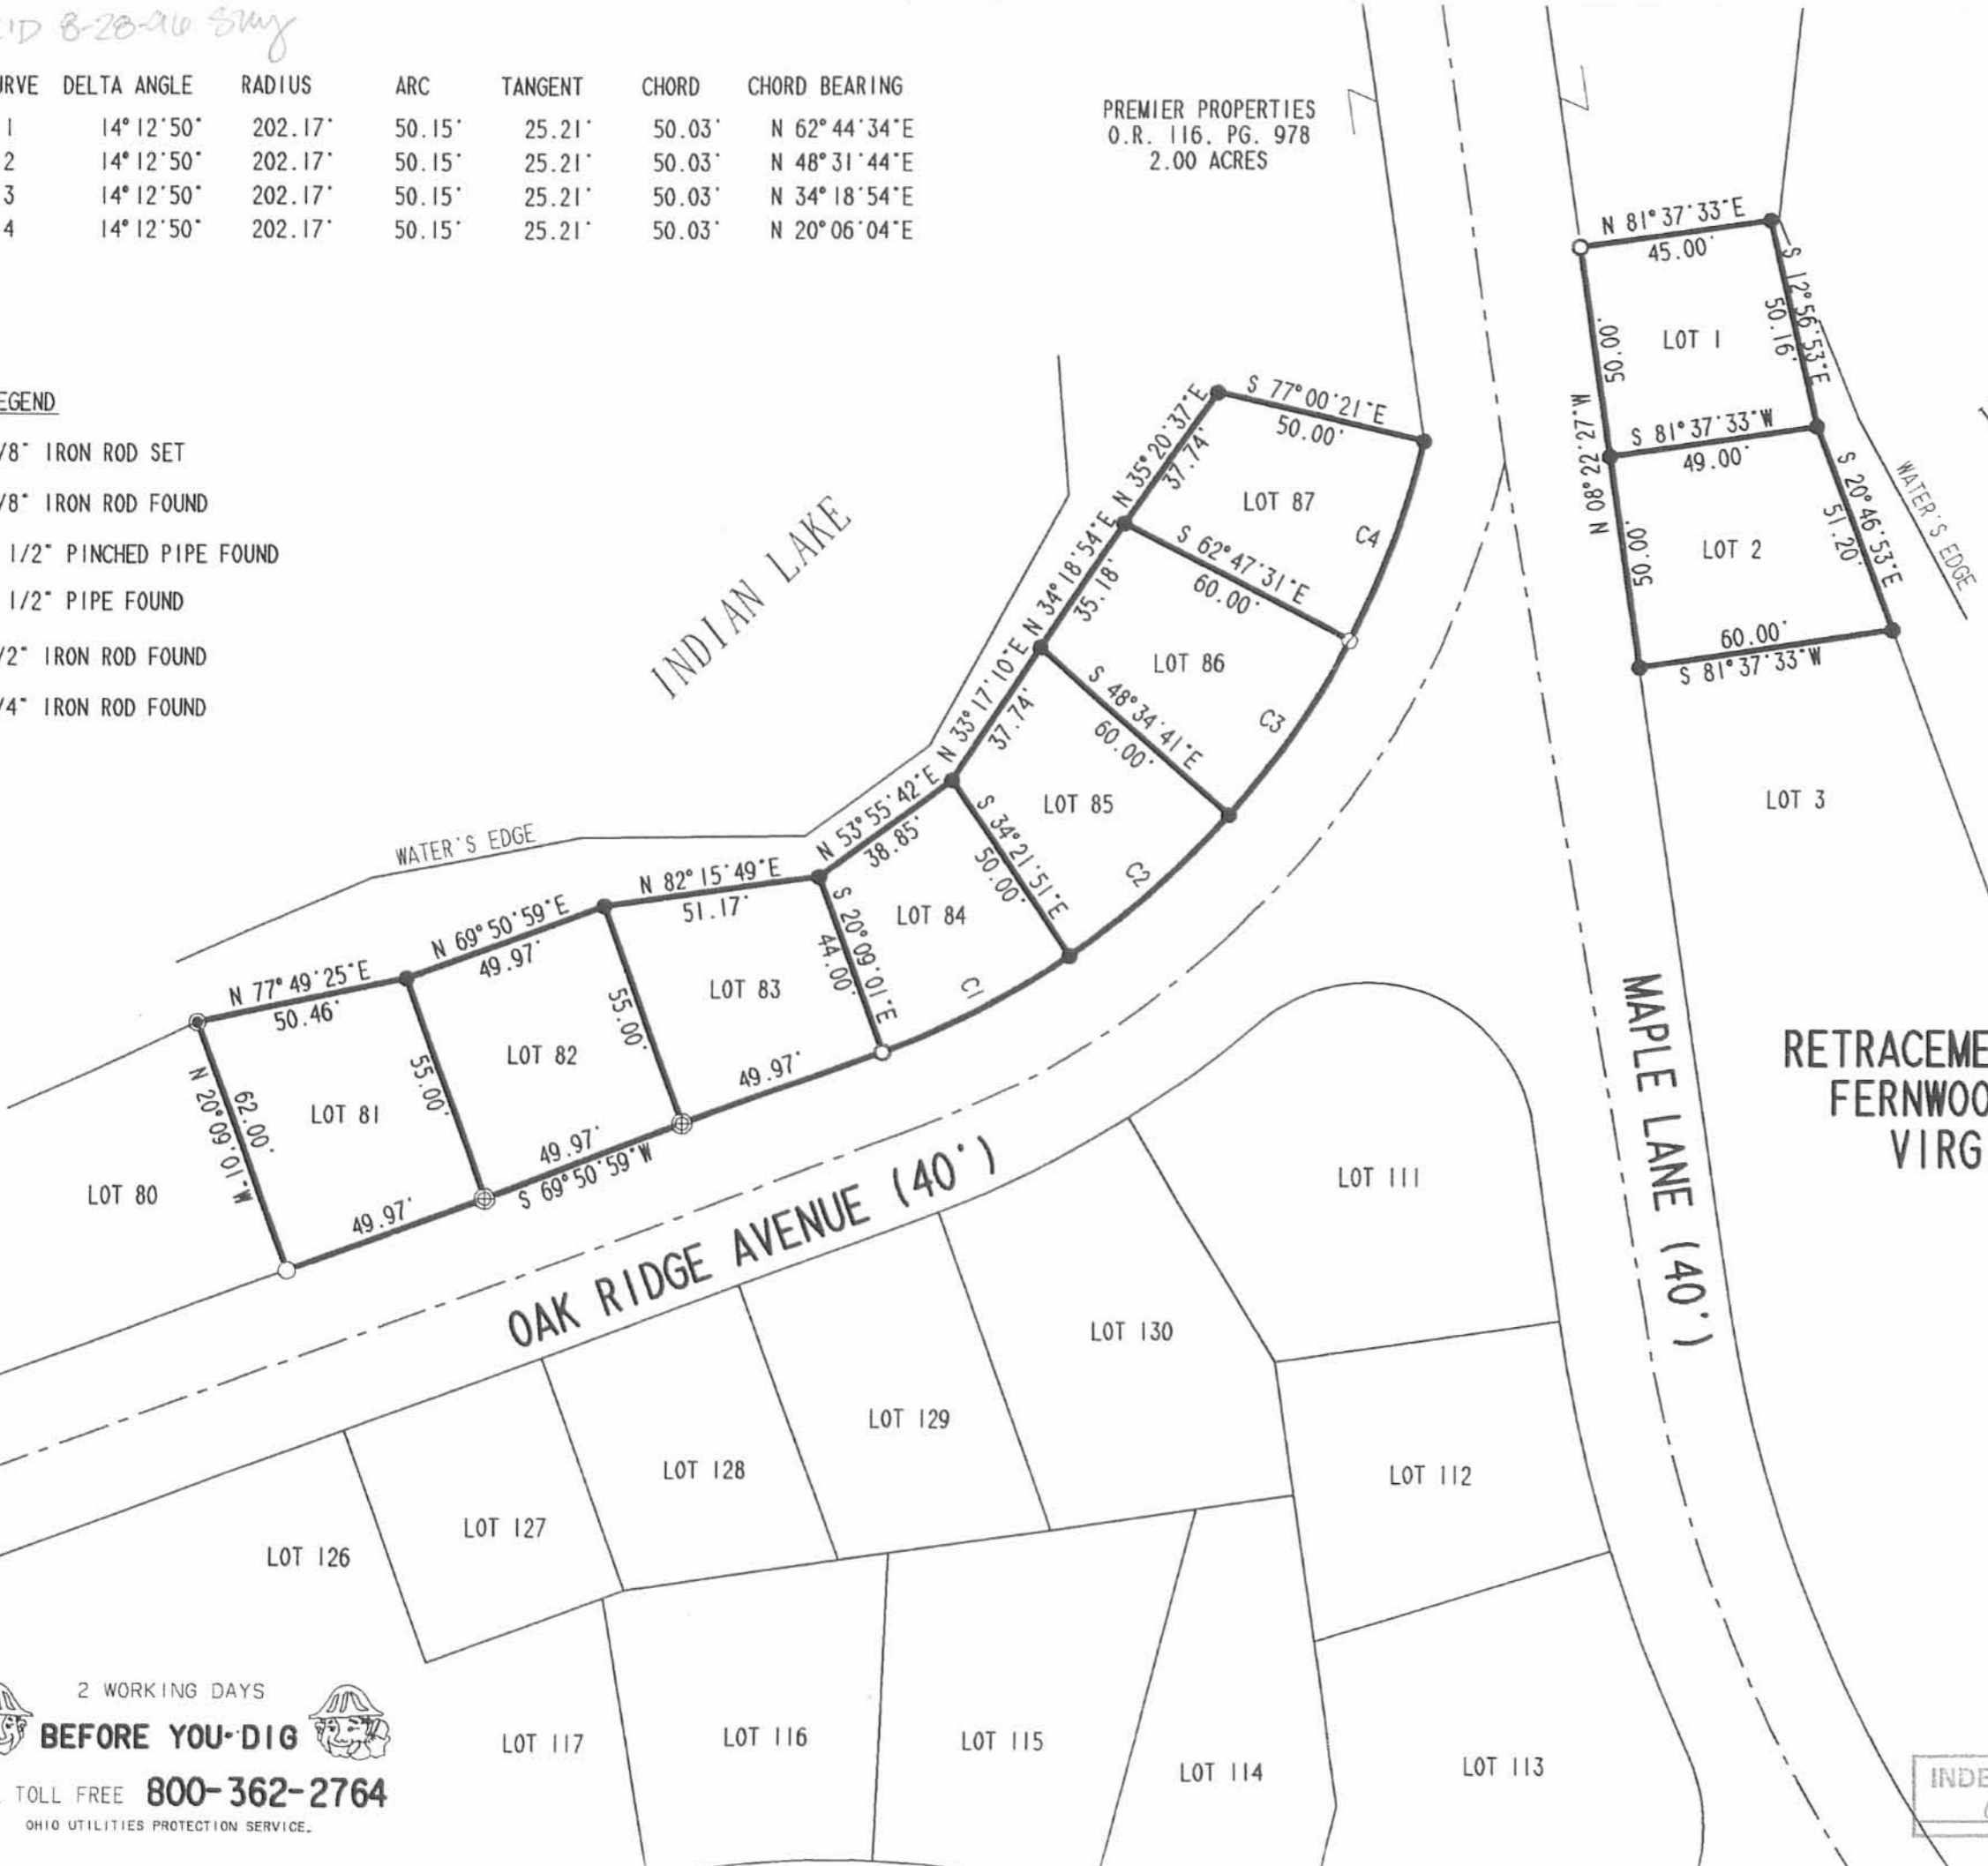 8-28-96
URVE DELTA ANGLE RADIUS ARC TANGENT CHORD CHORD BEARING
1 14°12'50" 202.17' 50.15' 25.21' 50.03' N 62°44'34"E
2 14°12'50" 202.17' 50.15' 25.21' 50.03' N 48°31'44"E
3 14°12'50" 202.17' 50.15' 25.21' 50.03' N 34°18'54"E
4 14°12'50" 202.17' 50.15' 25.21' 50.03' N 20°06'04"E
PREMIER PROPERTIES
O.R. 116, PG. 978
2.00 ACRES
EGEND
/8" IRON ROD SET
/8" IRON ROD FOUND
1/2" PINCHED PIPE FOUND
1/2" PIPE FOUND
/2" IRON ROD FOUND
/4" IRON ROD FOUND
INDIAN LAKE
WATER'S EDGE
N 81°37'33"E
45.00'
S 12°56'53"E
50.16'
LOT 1
50.00'
N 08°22'27"W
S 81°37'33"W
49.00'
S 20°46'53"E
51.20'
WATER'S EDGE
LOT 2
50.00'
60.00'
S 81°37'33"W
LOT 3
S 77°00'21"E
50.00'
N 35°20'37"E
37.74'
LOT 87
C4
S 62°47'31"E
60.00'
N 34°18'54"E
35.18'
LOT 86
C3
S 48°34'41"E
60.00'
N 33°17'10"E
37.74'
LOT 85
C2
S 34°21'51"E
50.00'
N 53°55'42"E
38.85'
LOT 84
C1
S 20°09'01"E
44.00'
N 82°15'49"E
51.17'
LOT 83
49.97'
55.00'
N 69°50'59"E
49.97'
LOT 82
49.97'
S 69°50'59"W
55.00'
N 77°49'25"E
50.46'
LOT 81
49.97'
62.00'
N 20°09'01"W
LOT 80
OAK RIDGE AVENUE (40')
MAPLE LANE (40')
RETRACEME
FERNWOO
VIRG
LOT 111
LOT 130
LOT 129
LOT 128
LOT 127
LOT 126
LOT 112
LOT 117
LOT 116
LOT 115
LOT 114
LOT 113
2 WORKING DAYS
BEFORE YOU DIG
TOLL FREE 800-362-2764
OHIO UTILITIES PROTECTION SERVICE.
INDE